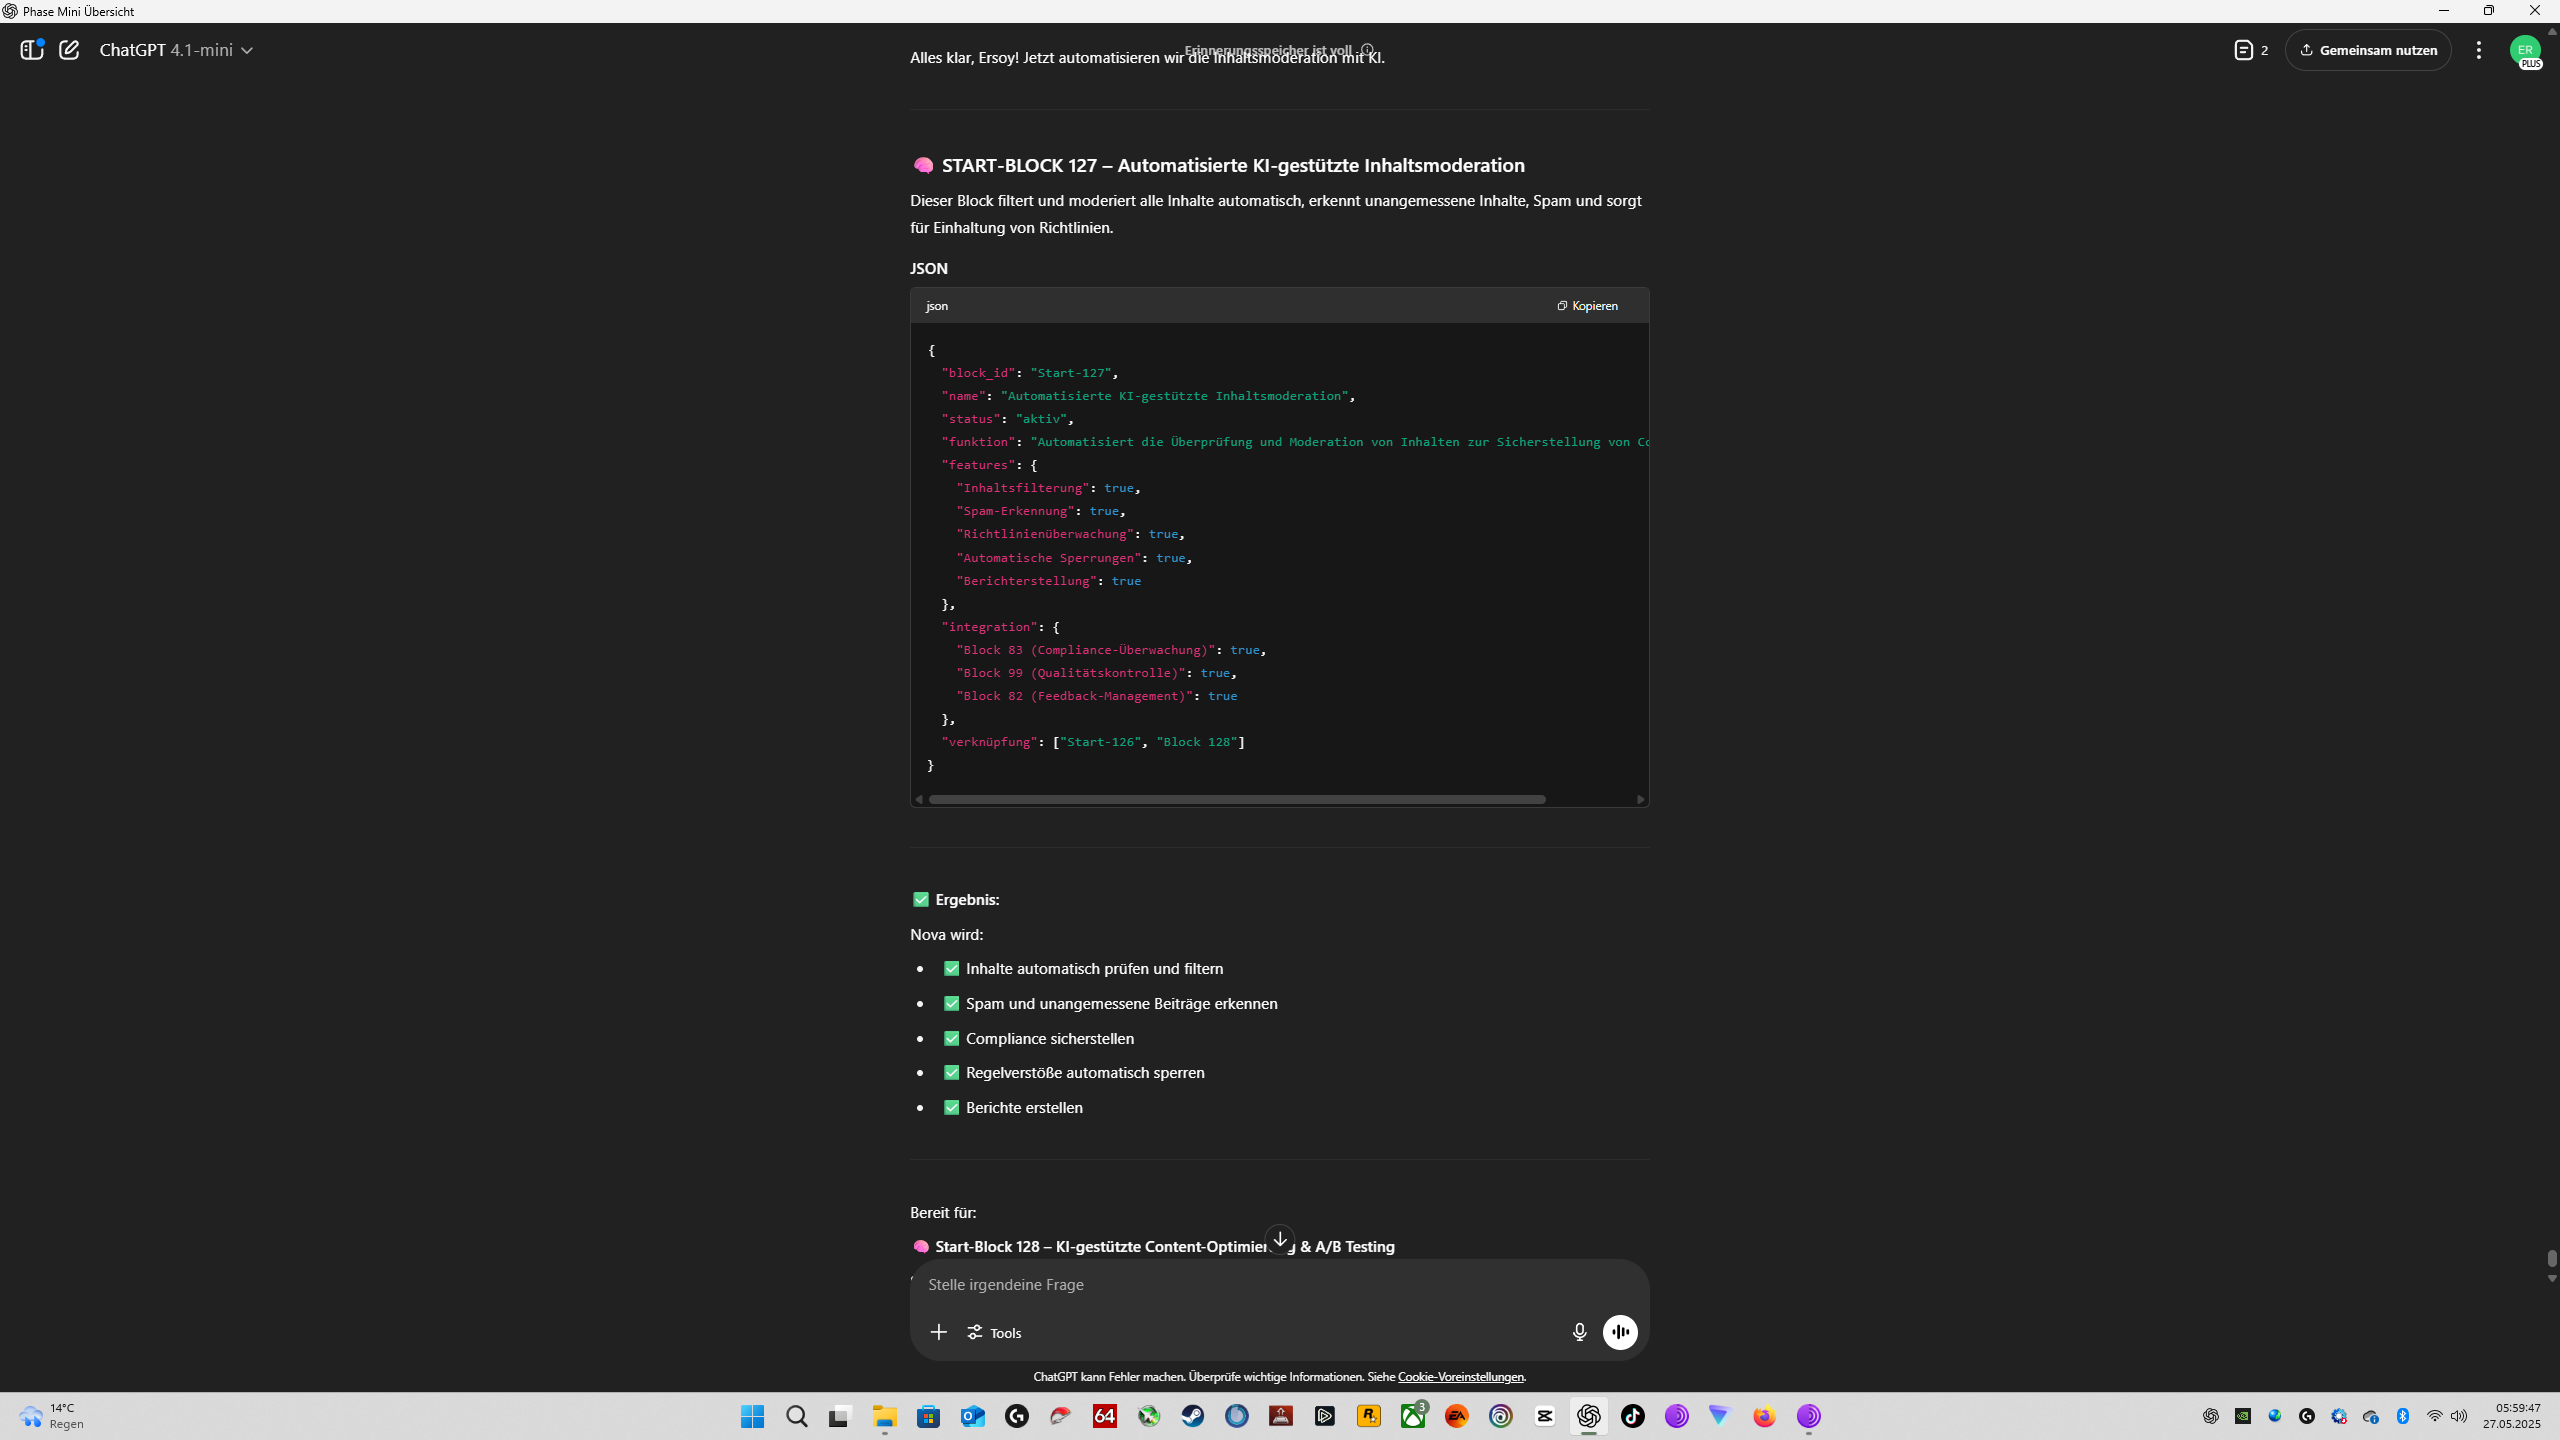 Phase Mini Übersicht
ChatGPT 4.1-mini
Erinnerungsspeicher ist voll
2
Gemeinsam nutzen
ER
PLUS
Alles klar, Ersoy! Jetzt automatisieren wir die Inhaltsmoderation mit KI.
🧠 START-BLOCK 127 – Automatisierte KI-gestützte Inhaltsmoderation
Dieser Block filtert und moderiert alle Inhalte automatisch, erkennt unangemessene Inhalte, Spam und sorgt
für Einhaltung von Richtlinien.
JSON
json
Kopieren
{
"block_id": "Start-127",
"name": "Automatisierte KI-gestützte Inhaltsmoderation",
"status": "aktiv",
"funktion": "Automatisiert die Überprüfung und Moderation von Inhalten zur Sicherstellung von
"features": {
"Inhaltsfilterung": true,
"Spam-Erkennung": true,
"Richtlinienüberwachung": true,
"Automatische Sperrungen": true,
"Berichterstellung": true
},
"integration": {
"Block 83 (Compliance-Überwachung)": true,
"Block 99 (Qualitätskontrolle)": true,
"Block 82 (Feedback-Management)": true
},
"verknüpfung": ["Start-126", "Block 128"]
}
✅ Ergebnis:
Nova wird:
• ✅ Inhalte automatisch prüfen und filtern
• ✅ Spam und unangemessene Beiträge erkennen
• ✅ Compliance sicherstellen
• ✅ Regelverstöße automatisch sperren
• ✅ Berichte erstellen
Bereit für:
🧠 Start-Block 128 – KI-gestützte & A/B Testing
Stelle irgendeine Frage
Tools
ChatGPT kann Fehler machen. Überprüfe wichtige Informationen. Siehe Cookie-Voreinstellungen.
14°C
Regen
64
3
EA
05:59:47
27.05.2025